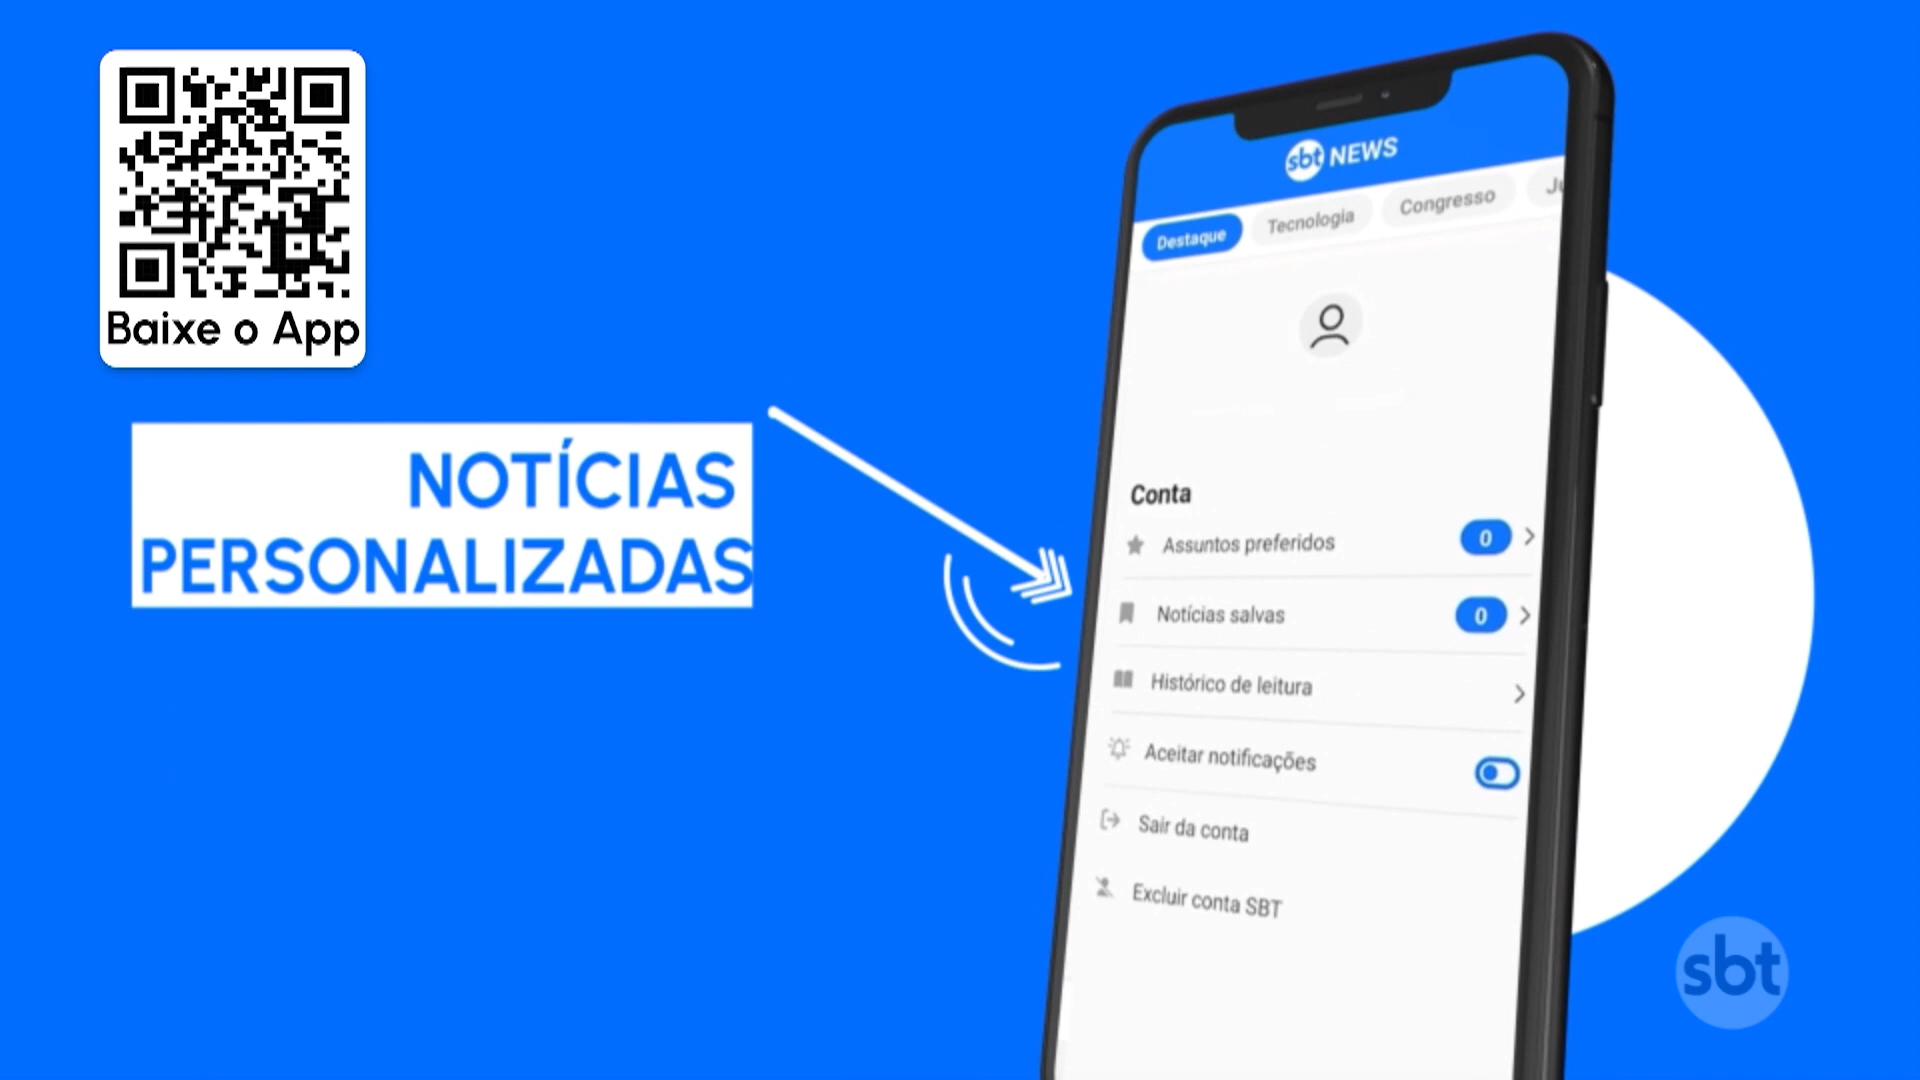 Baixe o App
NOTÍCIAS
PERSONALIZADAS
sbt NEWS
Destaque
Tecnologia
Congresso
Ju
Conta
Assuntos preferidos
0
Notícias salvas
0
Histórico de leitura
Aceitar notificações
Sair da conta
Excluir conta SBT
sbt